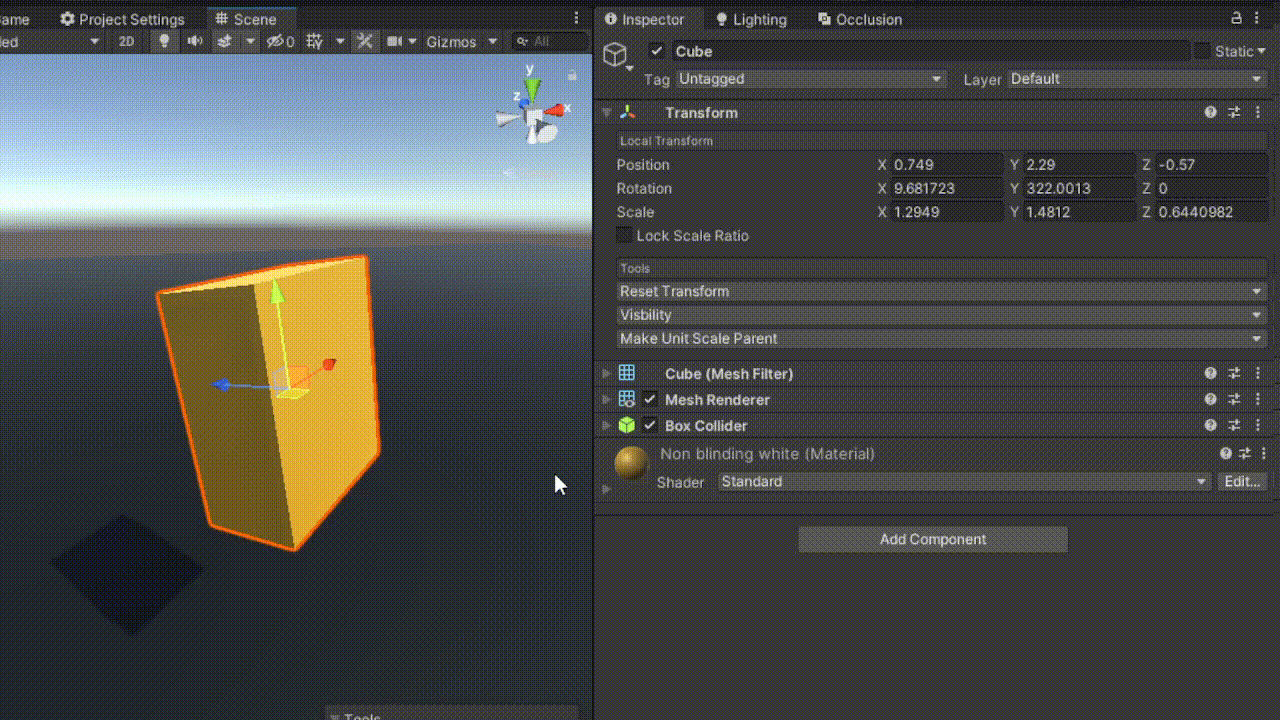 ame Project Settings Scene
led 2D 0 Gizmos All
y
z x
Inspector Lighting Occlusion
Cube Static
Tag Untagged Layer Default
Transform
Local Transform
Position X 0.749 Y 2.29 Z -0.57
Rotation X 9.681723 Y 322.0013 Z 0
Scale X 1.2949 Y 1.4812 Z 0.6440982
Lock Scale Ratio
Tools
Reset Transform
Visbility
Make Unit Scale Parent
Cube (Mesh Filter)
Mesh Renderer
Box Collider
Non blinding white (Material)
Shader Standard Edit...
Add Component
Tools